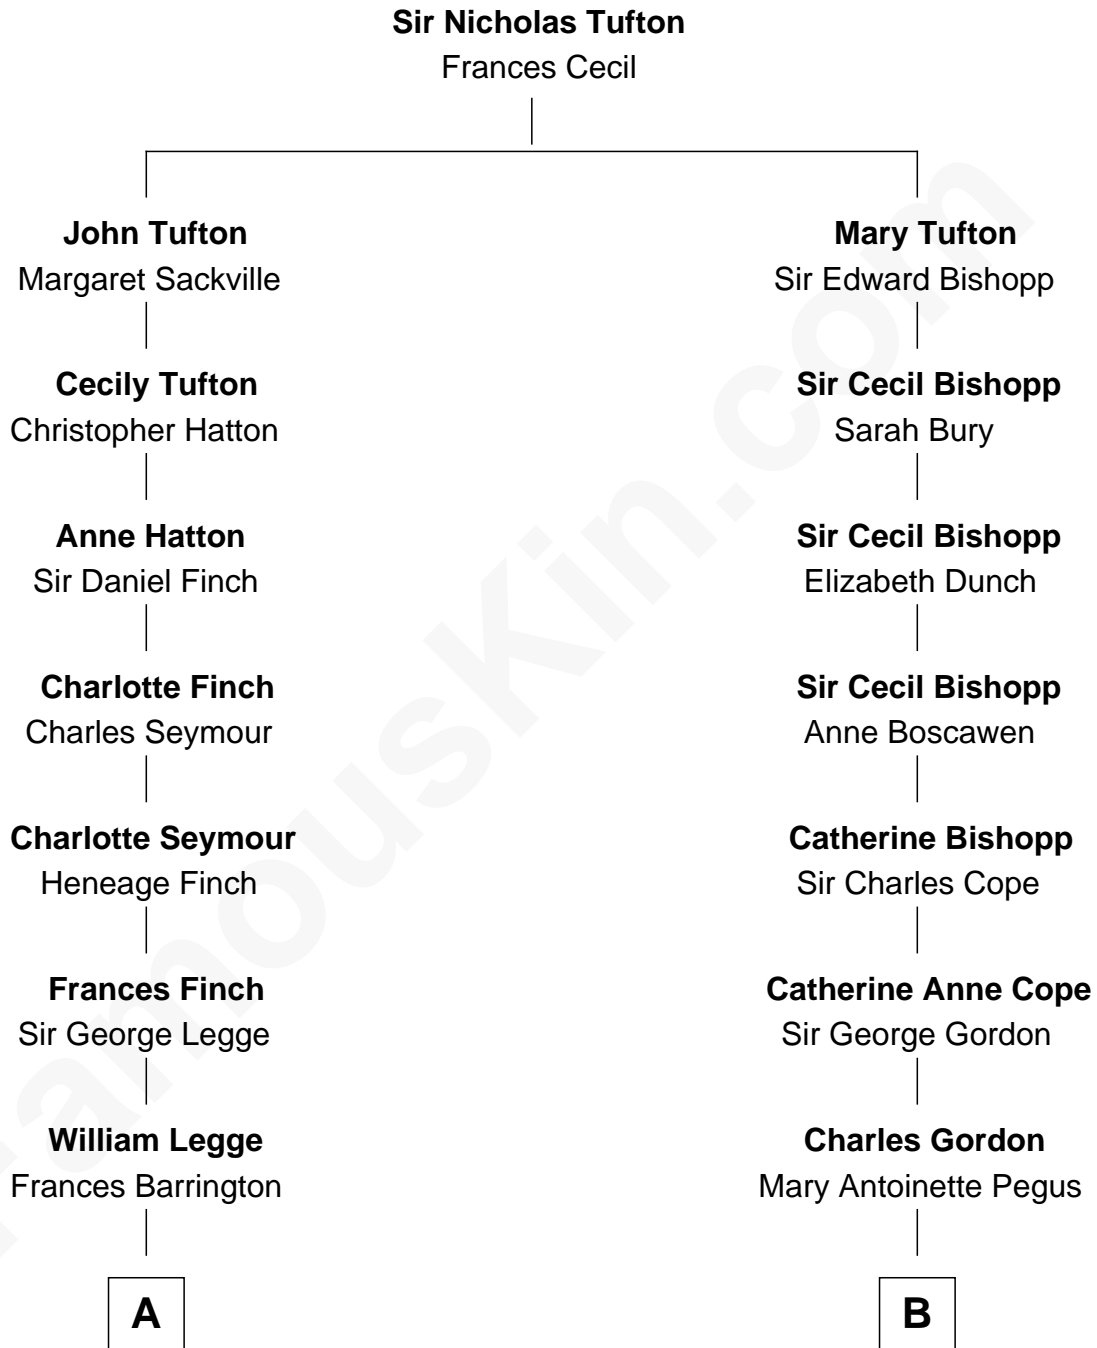 Sir Nicholas Tufton
Frances Cecil
John Tufton
Margaret Sackville
Mary Tufton
Sir Edward Bishopp
Cecily Tufton
Christopher Hatton
Sir Cecil Bishopp
Sarah Bury
Anne Hatton
Sir Daniel Finch
Sir Cecil Bishopp
Elizabeth Dunch
Charlotte Finch
Charles Seymour
Sir Cecil Bishopp
Anne Boscawen
Charlotte Seymour
Heneage Finch
Catherine Bishopp
Sir Charles Cope
Frances Finch
Sir George Legge
Catherine Anne Cope
Sir George Gordon
William Legge
Frances Barrington
Charles Gordon
Mary Antoinette Pegus
A
B
FamousKin.com